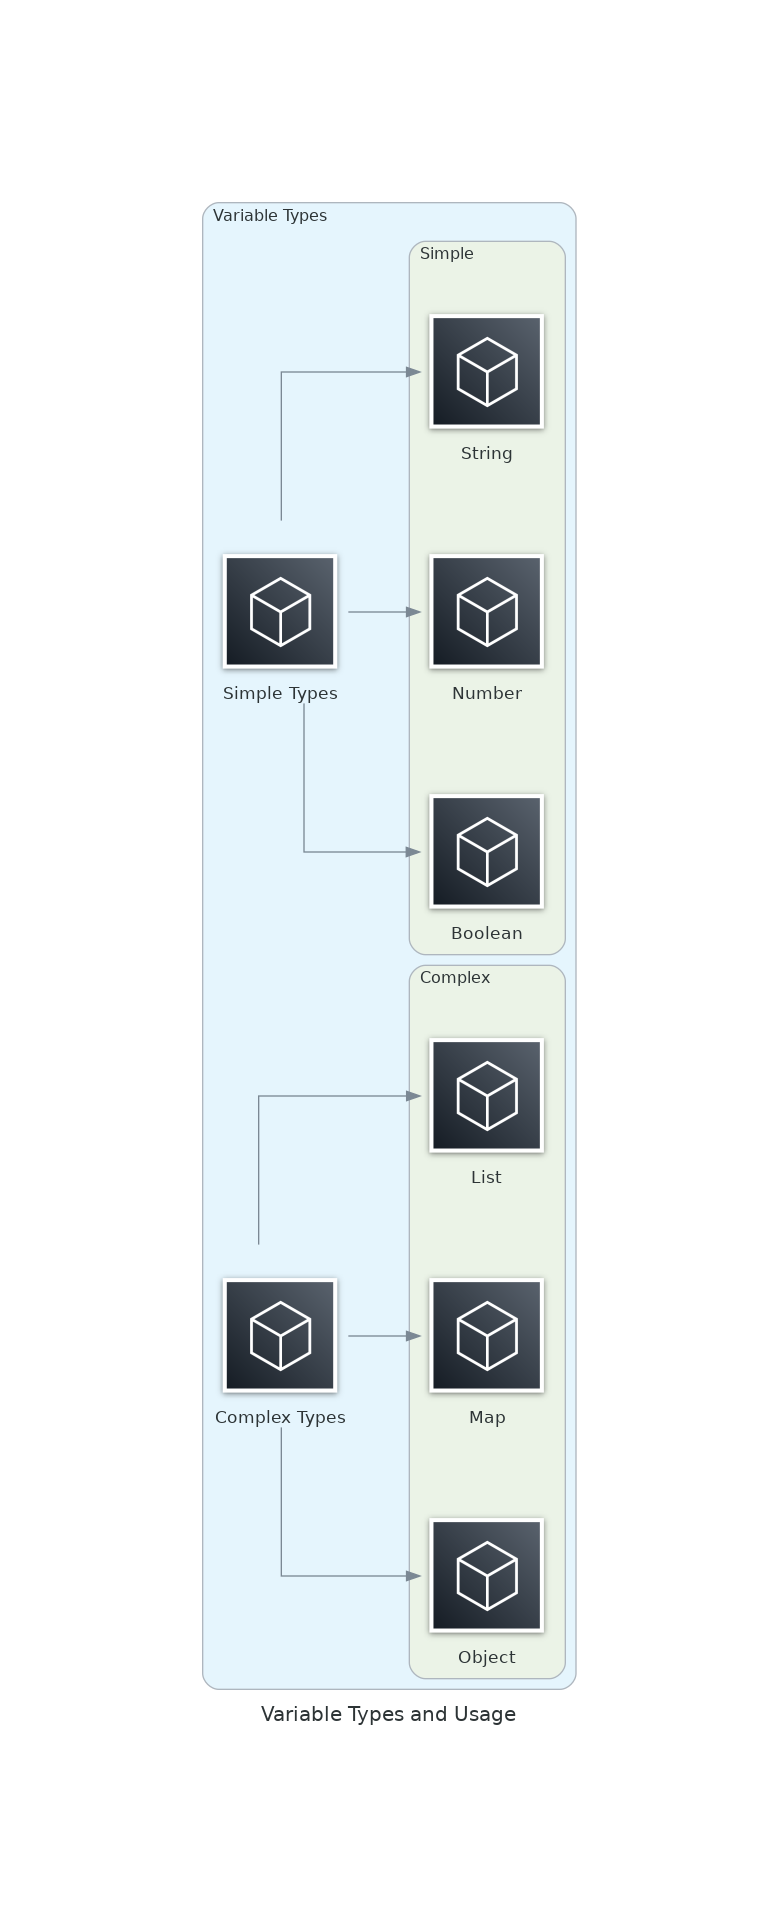 Variable Types
Simple
String
Simple Types
Number
Boolean
Complex
List
Complex Types
Map
Object
Variable Types and Usage